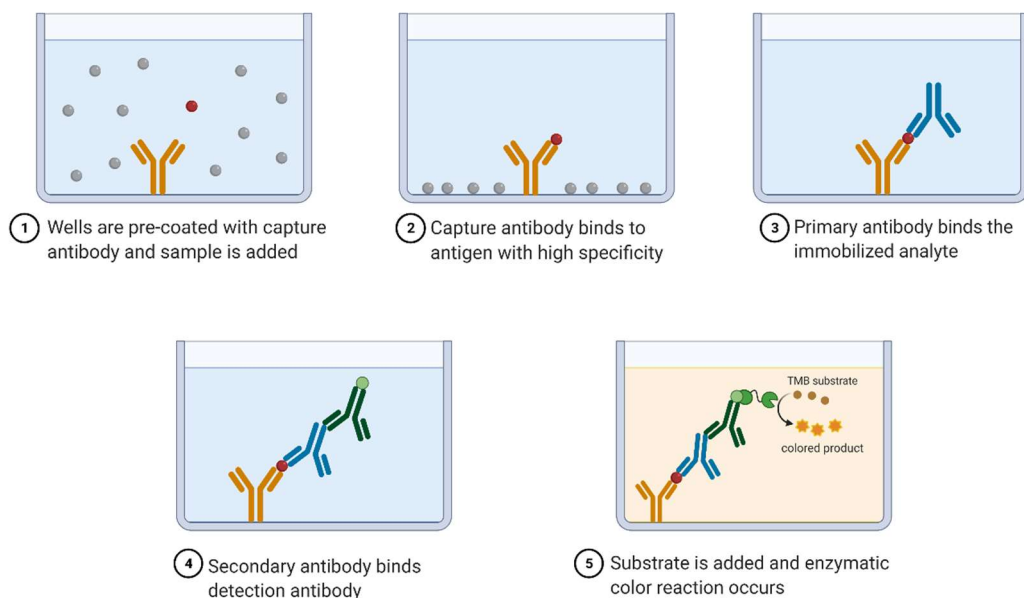 1 Wells are pre-coated with capture
antibody and sample is added
2 Capture antibody binds to
antigen with high specificity
3 Primary antibody binds the
immobilized analyte
4 Secondary antibody binds
detection antibody
TMB substrate
colored product
5 Substrate is added and enzymatic
color reaction occurs